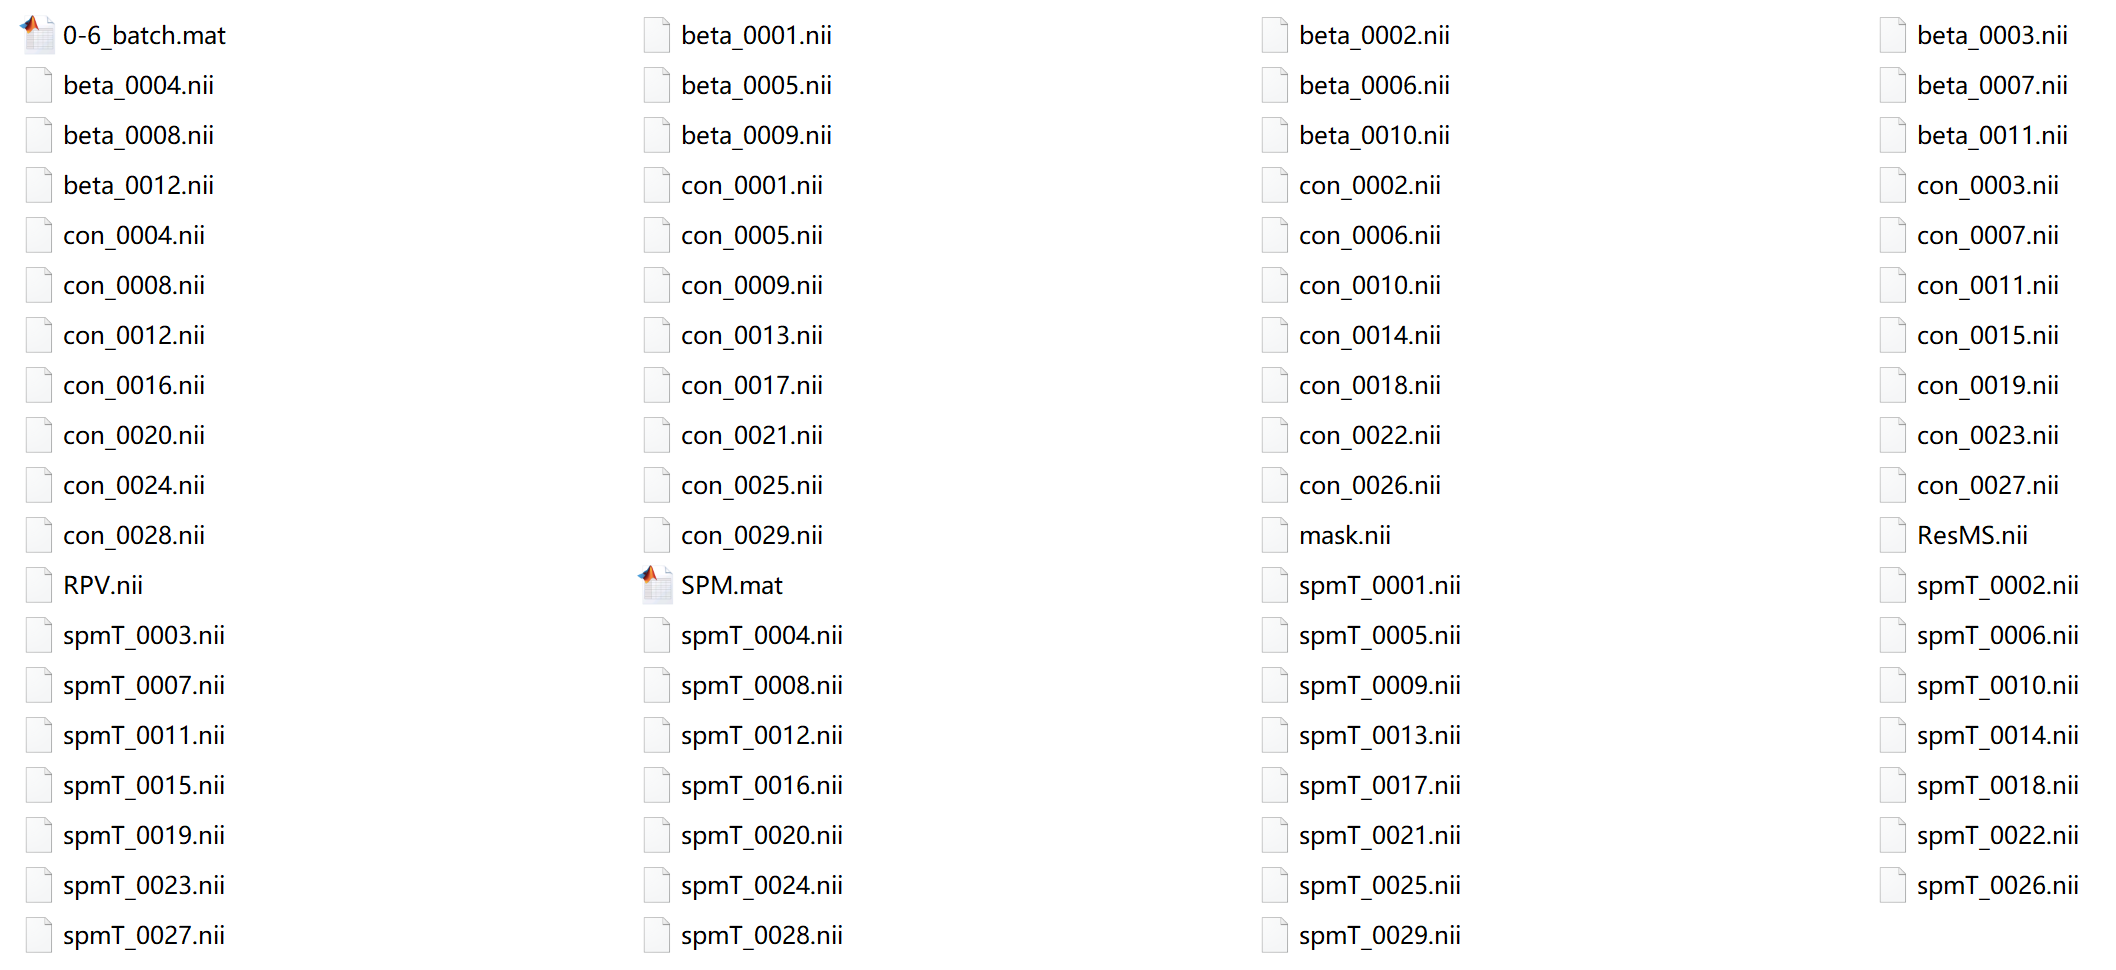 0-6_batch.mat beta_0001.nii beta_0002.nii beta_0003.nii
beta_0004.nii beta_0005.nii beta_0006.nii beta_0007.nii
beta_0008.nii beta_0009.nii beta_0010.nii beta_0011.nii
beta_0012.nii con_0001.nii con_0002.nii con_0003.nii
con_0004.nii con_0005.nii con_0006.nii con_0007.nii
con_0008.nii con_0009.nii con_0010.nii con_0011.nii
con_0012.nii con_0013.nii con_0014.nii con_0015.nii
con_0016.nii con_0017.nii con_0018.nii con_0019.nii
con_0020.nii con_0021.nii con_0022.nii con_0023.nii
con_0024.nii con_0025.nii con_0026.nii con_0027.nii
con_0028.nii con_0029.nii mask.nii ResMS.nii
RPV.nii SPM.mat spmT_0001.nii spmT_0002.nii
spmT_0003.nii spmT_0004.nii spmT_0005.nii spmT_0006.nii
spmT_0007.nii spmT_0008.nii spmT_0009.nii spmT_0010.nii
spmT_0011.nii spmT_0012.nii spmT_0013.nii spmT_0014.nii
spmT_0015.nii spmT_0016.nii spmT_0017.nii spmT_0018.nii
spmT_0019.nii spmT_0020.nii spmT_0021.nii spmT_0022.nii
spmT_0023.nii spmT_0024.nii spmT_0025.nii spmT_0026.nii
spmT_0027.nii spmT_0028.nii spmT_0029.nii